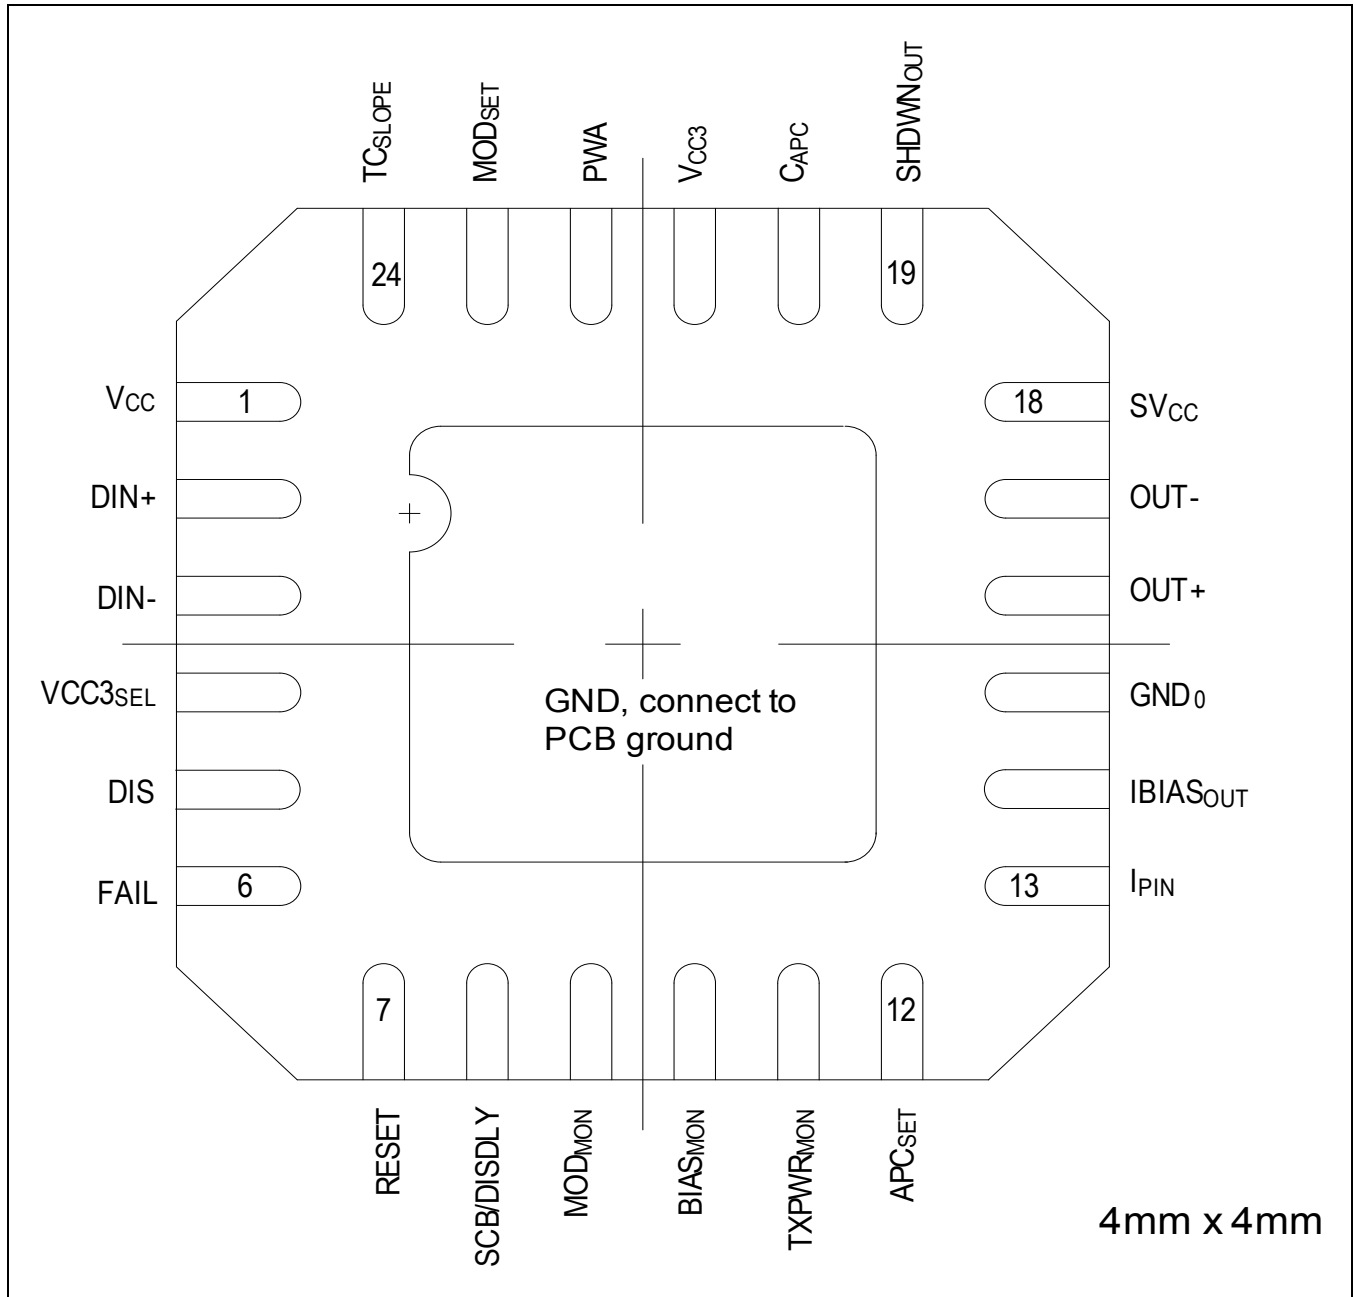 TCSLOPE
MODSET
PWA
VCC3
CAPC
SHDWNOUT
24
19
VCC
1
18
SVCC
DIN+
OUT-
DIN-
OUT+
VCC3SEL
GND0
GND, connect to
PCB ground
DIS
IBIASOUT
FAIL
6
13
IPIN
7
12
RESET
SCB/DISDLY
MODMON
BIASMON
TXPWRMON
APCSET
4mm x 4mm